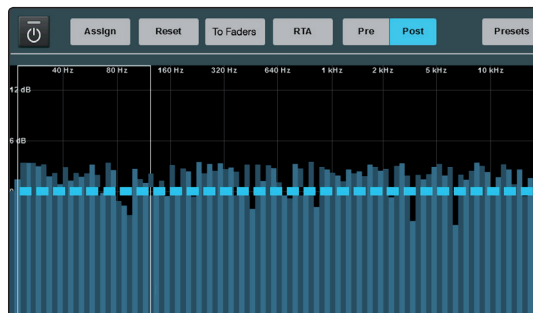 Assign Reset To Faders RTA Pre Post Presets
40 Hz 80 Hz 160 Hz 320 Hz 640 Hz 1 kHz 2 kHz 5 kHz 10 kHz
12 dB
6 dB
0